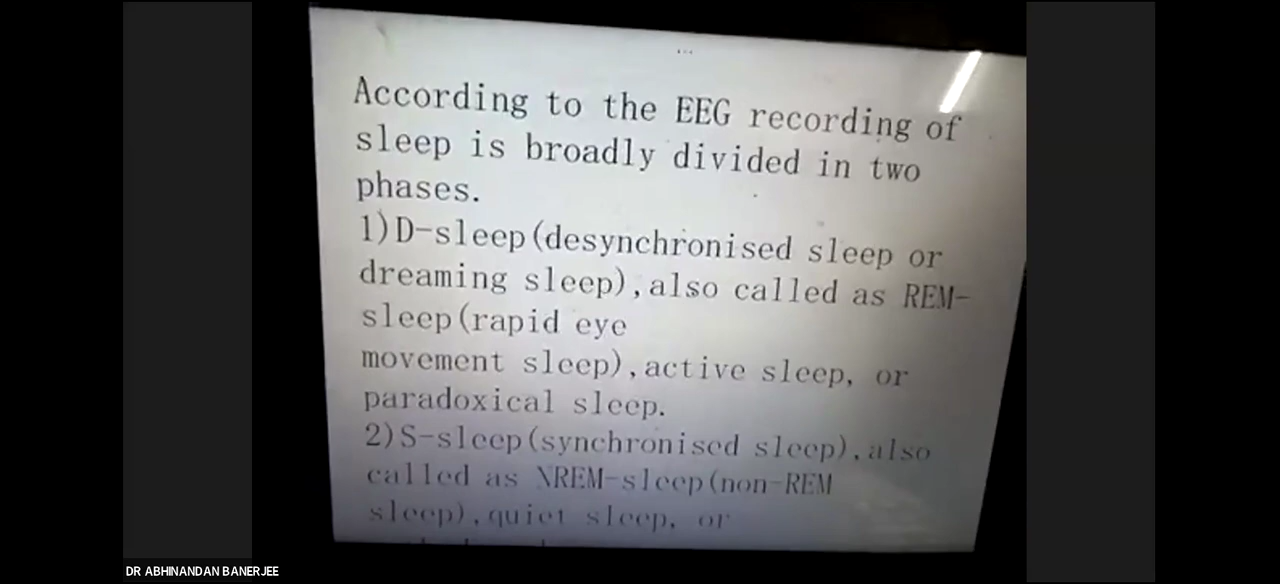 According to the EEG recording of
sleep is broadly divided in two
phases.
1)D-sleep(desynchronised sleep or
dreaming sleep),also called as REM-
sleep(rapid eye
movement sleep),active sleep, or
paradoxical sleep.
2)S-sleep(synchronised sleep),also
called as NREM-sleep(non-REM
sleep),quiet sleep, or
DR ABHINANDAN BANERJEE